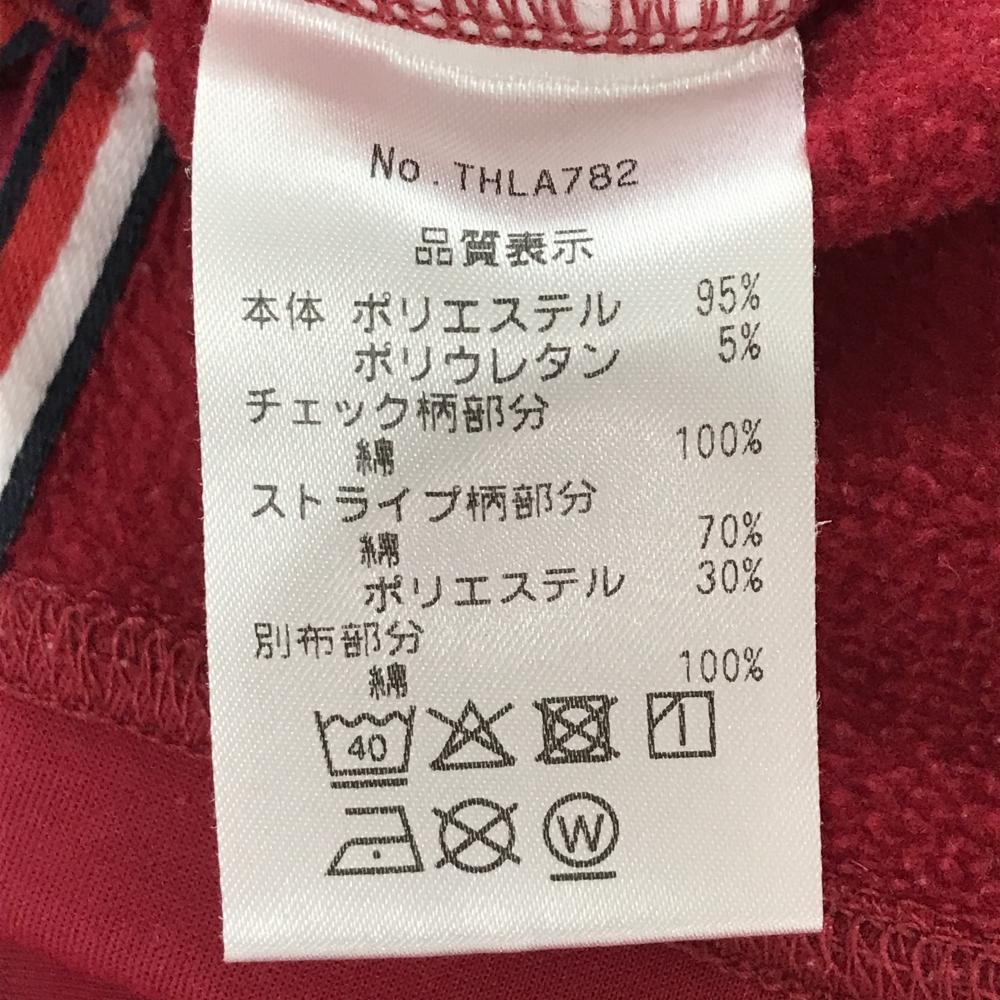 No.THLA782
品質表示
本体 ポリエステル 95%
ポリウレタン 5%
チェック柄部分
綿 100%
ストライプ柄部分
綿 70%
ポリエステル 30%
別布部分
綿 100%
40
W